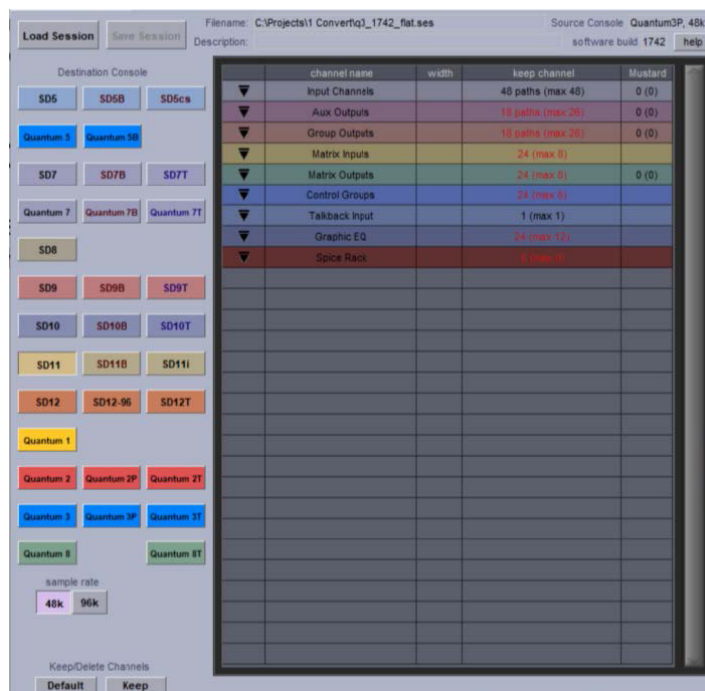 Load Session
Save Session
Filename: C:\Projects\1 Convert\q3_1742_flat.ses
Source Console Quantum3P, 48k
Description:
software build 1742 help
Destination Console
SD5 SD5B SD5cs
Quantum 5 Quantum 5B
SD7 SD7B SD7T
Quantum 7 Quantum 7B Quantum 7T
SD8
SD9 SD9B SD9T
SD10 SD10B SD10T
SD11 SD11B SD11i
SD12 SD12-96 SD12T
Quantum 1
Quantum 2 Quantum 2P Quantum 2T
Quantum 3 Quantum 3P Quantum 3T
Quantum 8 Quantum 8T
sample rate
48k 96k
Keep/Delete Channels
Default Keep
channel name width keep channel Mustard
Input Channels 48 paths (max 48) 0 (0)
Aux Outputs 18 paths (max 26) 0 (0)
Group Outputs 18 paths (max 26) 0 (0)
Matrix Inputs 24 (max 8)
Matrix Outputs 24 (max 8) 0 (0)
Control Groups 24 (max 8)
Talkback Input 1 (max 1)
Graphic EQ 24 (max 12)
Spice Rack